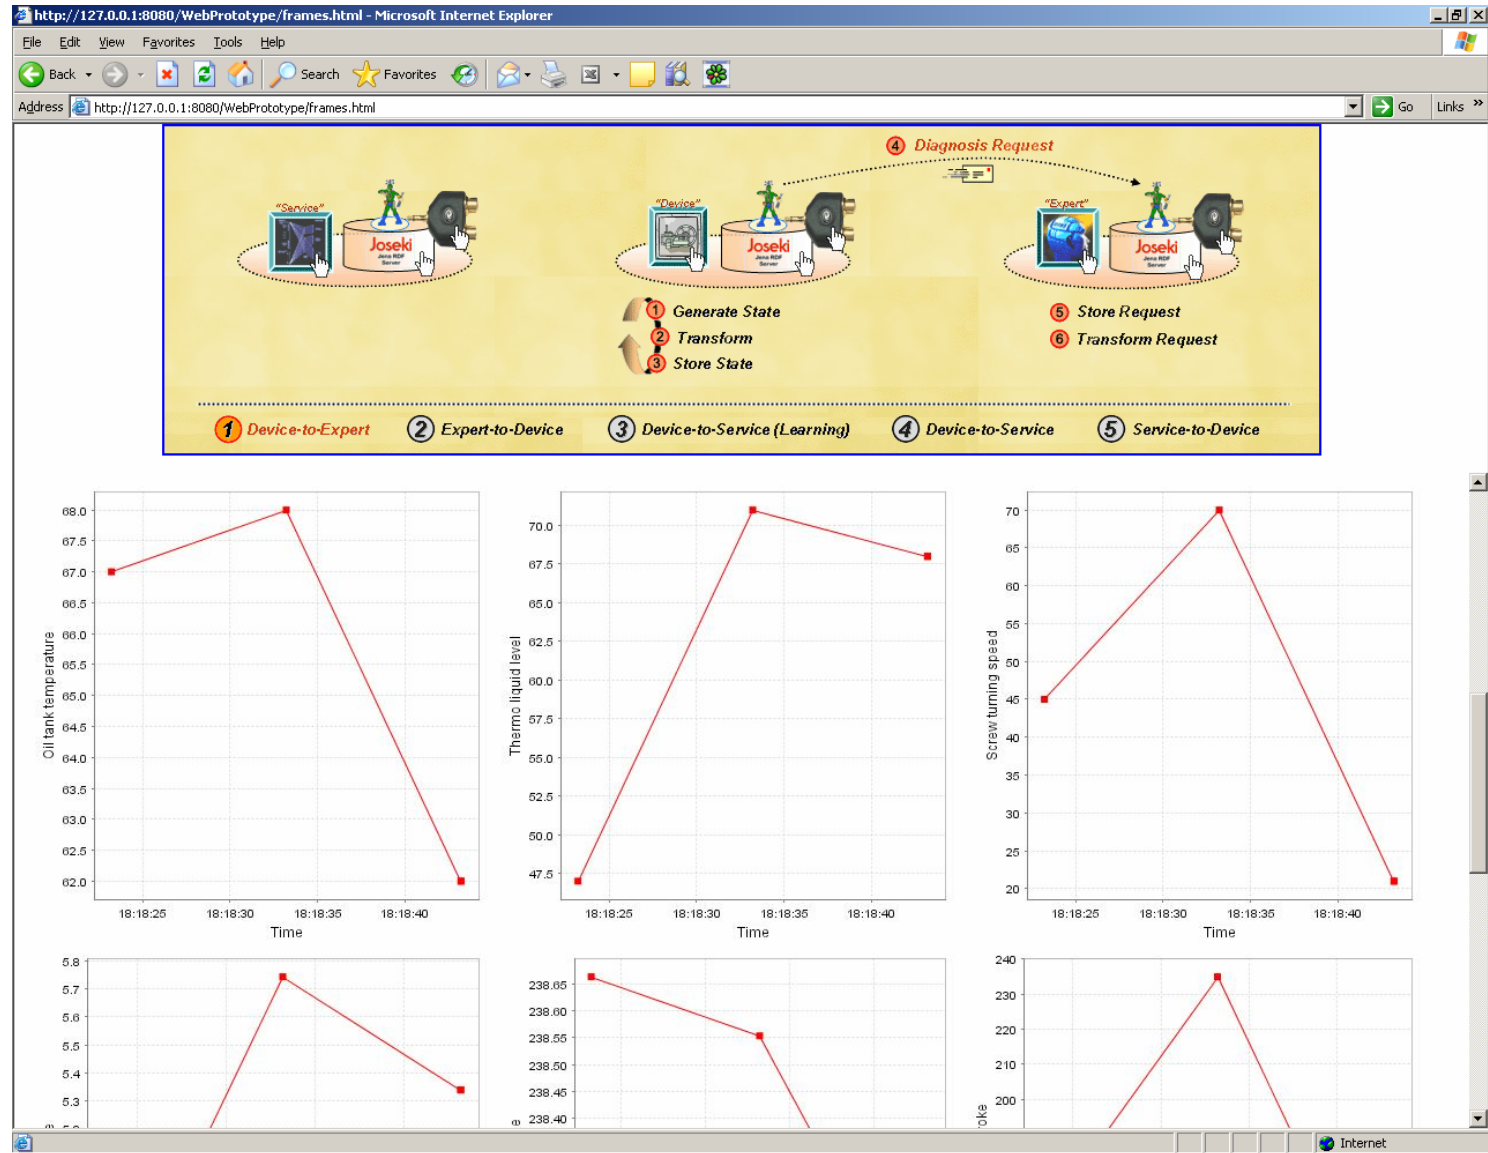 http://127.0.0.1:8080/WebPrototype/frames.html - Microsoft Internet Explorer
File Edit View Favorites Tools Help
Back Search Favorites
Address http://127.0.0.1:8080/WebPrototype/frames.html Go Links »
4 Diagnosis Request
"Service" "Device" "Expert"
Joseki Joseki Joseki
Jena RDF Server Jena RDF Server Jena RDF Server
1 Generate State
2 Transform
3 Store State
5 Store Request
6 Transform Request
1 Device-to-Expert 2 Expert-to-Device 3 Device-to-Service (Learning) 4 Device-to-Service 5 Service-to-Device
Oil tank temperature
68.0
67.5
67.0
66.5
66.0
65.5
65.0
64.5
64.0
63.5
63.0
62.5
62.0
18:18:25 18:18:30 18:18:35 18:18:40
Time
Thermo liquid level
70.0
67.5
65.0
62.5
60.0
57.5
55.0
52.5
50.0
47.5
18:18:25 18:18:30 18:18:35 18:18:40
Time
Screw turning speed
70
65
60
55
50
45
40
35
30
25
20
18:18:25 18:18:30 18:18:35 18:18:40
Time
5.8
5.7
5.6
5.5
5.4
5.3
238.65
238.60
238.55
238.50
238.45
238.40
240
230
220
210
200
Internet